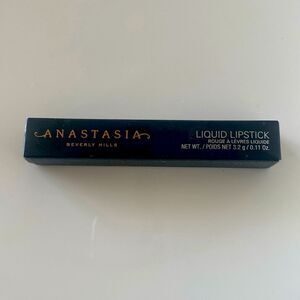 ANASTASIA
BEVERLY HILLS
LIQUID LIPSTICK
ROUGE À LÈVRES LIQUIDE
NET WT. / POIDS NET 3.2 g / 0.11 Oz.